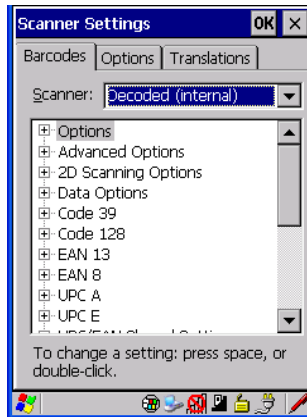 Scanner Settings OK ×
Barcodes Options Translations
Scanner: Decoded (internal)
Options
Advanced Options
2D Scanning Options
Data Options
Code 39
Code 128
EAN 13
EAN 8
UPC A
UPC E
To change a setting: press space, or
double-click.